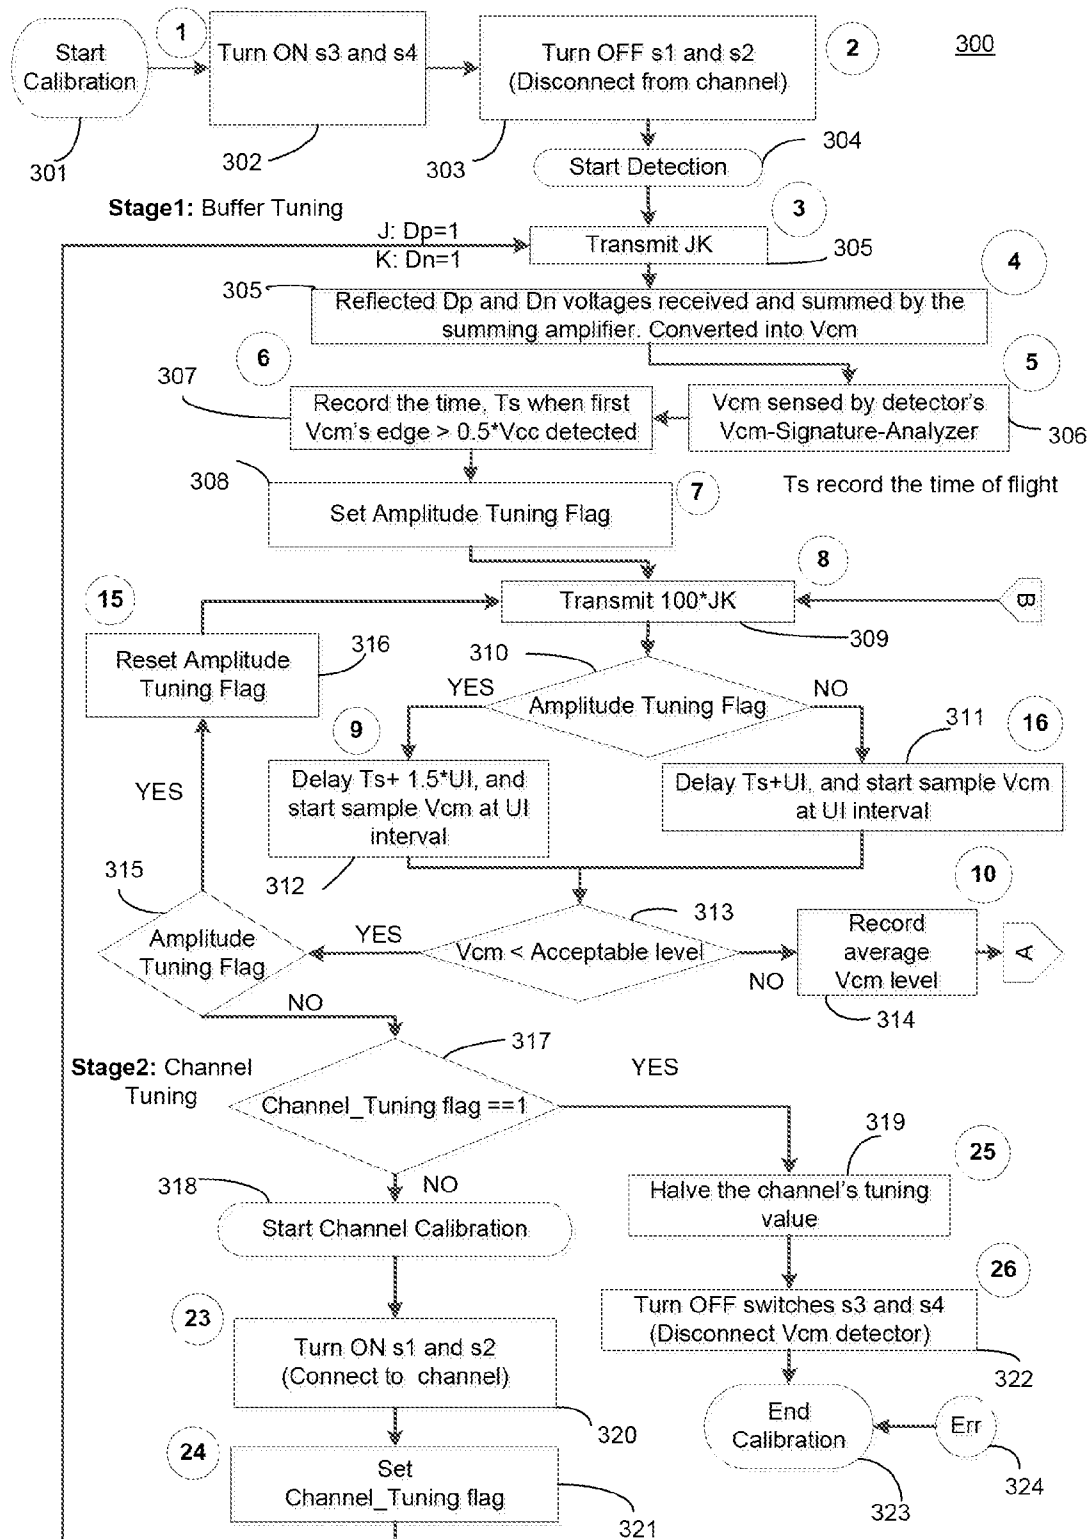 300
1
Start
Calibration
301
Turn ON s3 and s4
302
2
Turn OFF s1 and s2
(Disconnect from channel)
303
304
Start Detection
Stage1: Buffer Tuning
3
J: Dp=1
K: Dn=1
Transmit JK
305
4
305
Reflected Dp and Dn voltages received and summed by the
summing amplifier. Converted into Vcm
6
5
307
Record the time, Ts when first
Vcm's edge > 0.5*Vcc detected
Vcm sensed by detector's
Vcm-Signature-Analyzer
306
308
7
Ts record the time of flight
Set Amplitude Tuning Flag
8
15
Transmit 100*JK
B
309
Reset Amplitude
Tuning Flag
316
310
YES
Amplitude Tuning Flag
NO
9
311
16
YES
Delay Ts+ 1.5*UI, and
start sample Vcm at UI
interval
312
Delay Ts+UI, and start sample Vcm
at UI interval
315
10
313
Amplitude
Tuning Flag
YES
Vcm < Acceptable level
NO
Record
average
Vcm level
314
A
NO
317
Stage2: Channel
Tuning
YES
Channel_Tuning flag ==1
319
25
318
NO
Halve the channel's tuning
value
Start Channel Calibration
26
23
Turn OFF switches s3 and s4
(Disconnect Vcm detector)
322
Turn ON s1 and s2
(Connect to channel)
320
End
Calibration
323
Err
324
24
Set
Channel_Tuning flag
321